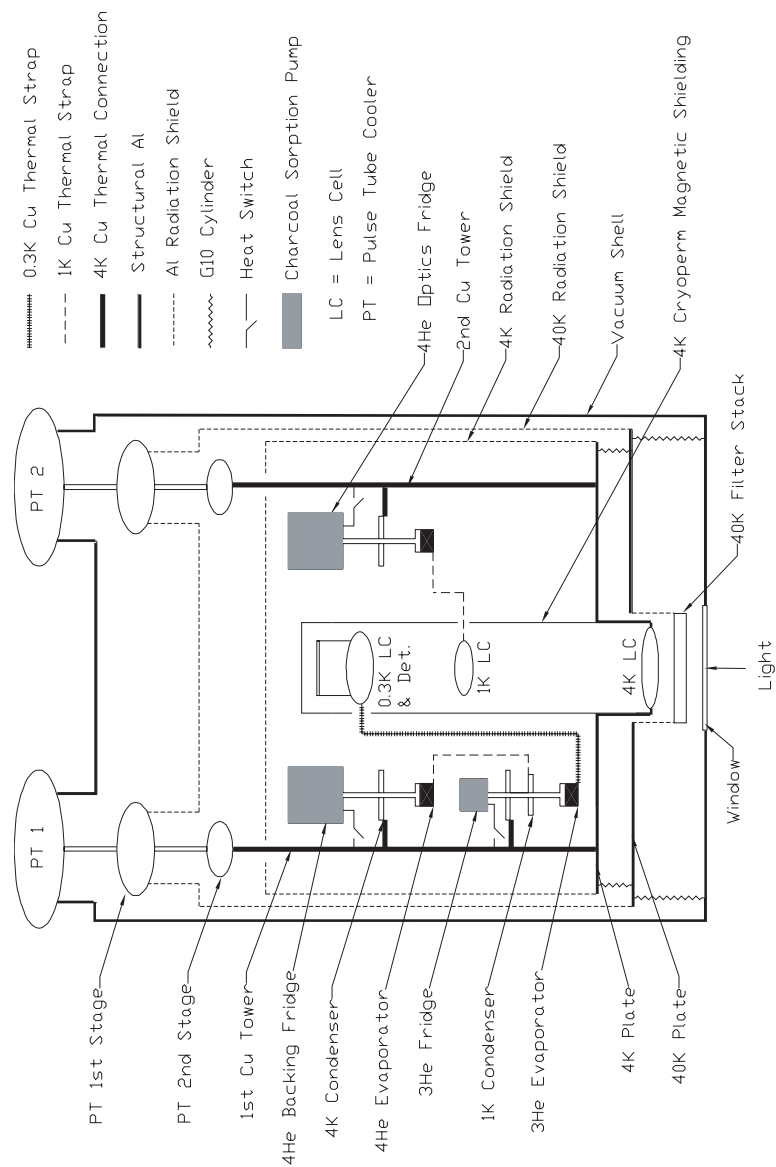 0.3K Cu Thermal Strap
1K Cu Thermal Strap
4K Cu Thermal Connection
Structural Al
Al Radiation Shield
G10 Cylinder
Heat Switch
Charcoal Sorption Pump
LC = Lens Cell
PT = Pulse Tube Cooler
4He Optics Fridge
2nd Cu Tower
4K Radiation Shield
40K Radiation Shield
Vacuum Shell
4K Cryoperm Magnetic Shielding
40K Filter Stack
PT 2
PT 1
0.3K LC
& Det.
1K LC
4K LC
Light
Window
PT 1st Stage
PT 2nd Stage
1st Cu Tower
4He Backing Fridge
4K Condenser
4He Evaporator
3He Fridge
1K Condenser
3He Evaporator
4K Plate
40K Plate